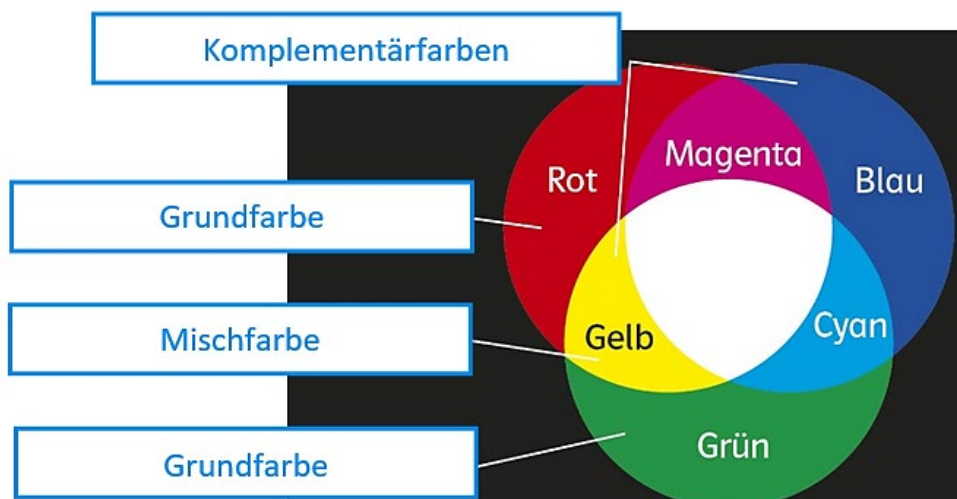 Komplementärfarben
Rot
Magenta
Blau
Grundfarbe
Mischfarbe
Gelb
Cyan
Grundfarbe
Grün